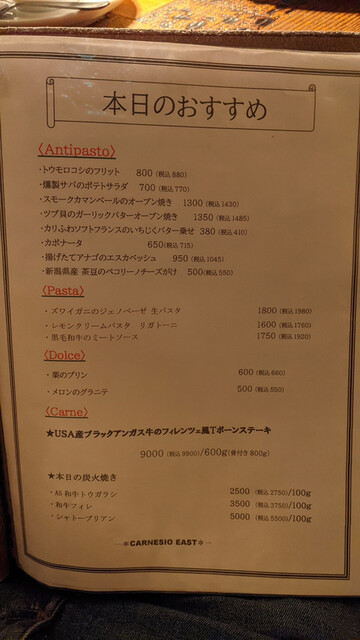 本日のおすすめ
〈Antipasto〉
・トウモロコシのフリット 800 (税込 880)
・燻製サバのポテトサラダ 700 (税込 770)
・スモークカマンベールのオーブン焼き 1300 (税込 1430)
・ツブ貝のガーリックバターオーブン焼き 1350 (税込 1485)
・カリふわソフトフランスのいちじくバター乗せ 380 (税込 410)
・カポナータ 650 (税込 715)
・揚げたてアナゴのエスカベッシュ 950 (税込 1045)
・新潟県産 茶豆のペコリーノチーズがけ 500 (税込 550)
〈Pasta〉
・ズワイガニのジェノベーゼ 生パスタ 1800 (税込 1980)
・レモンクリームパスタ リガトーニ 1600 (税込 1760)
・黒毛和牛のミートソース 1750 (税込 1920)
〈Dolce〉
・栗のプリン 600 (税込 660)
・メロンのグラニテ 500 (税込 550)
〈Carne〉
★USA産ブラックアンガス牛のフィレンツェ風Tボーンステーキ
9000 (税込 9900)/600g(骨付き 800g)
★本日の炭火焼き
・A5 和牛トウガラシ 2500 (税込 2750)/100g
・和牛フィレ 3500 (税込 3750)/100g
・シャトーブリアン 5000 (税込 5500)/100g
—＊CARNESIO EAST＊—